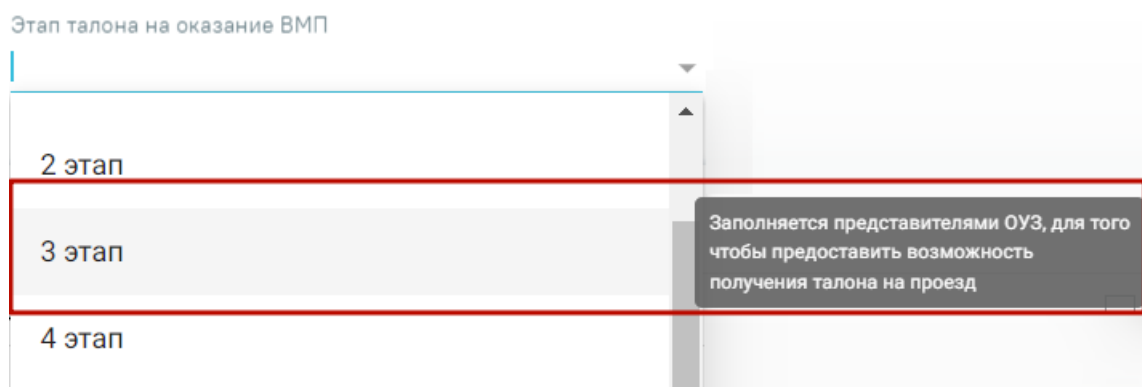 Этап талона на оказание ВМП
2 этап
3 этап
Заполняется представителями ОУЗ, для того
чтобы предоставить возможность
получения талона на проезд
4 этап